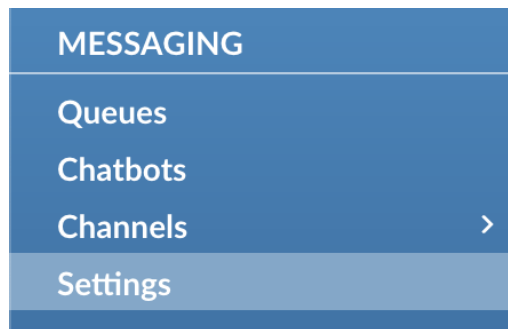 MESSAGING
Queues
Chatbots
Channels
Settings